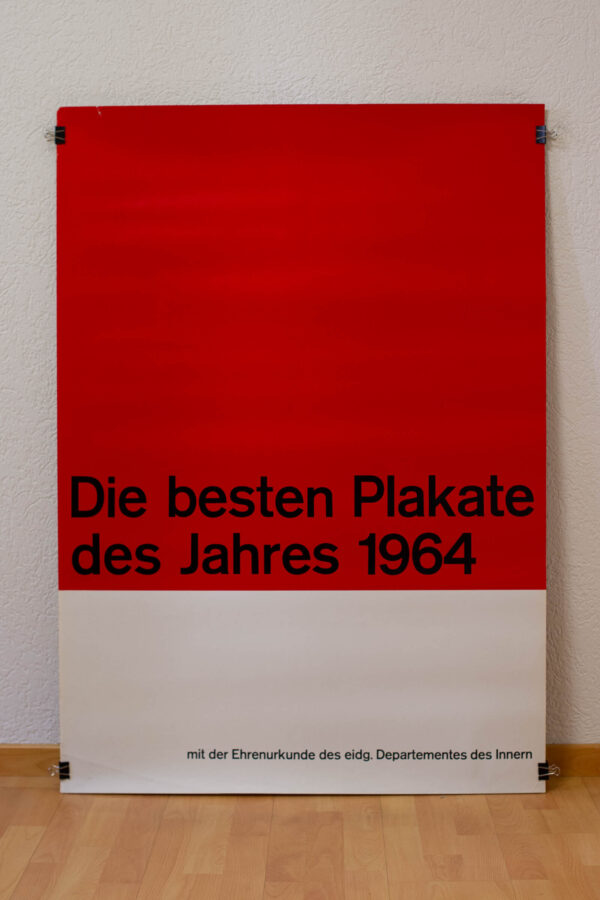 Die besten Plakate
des Jahres 1964
mit der Ehrenurkunde des eidg. Departementes des Innern